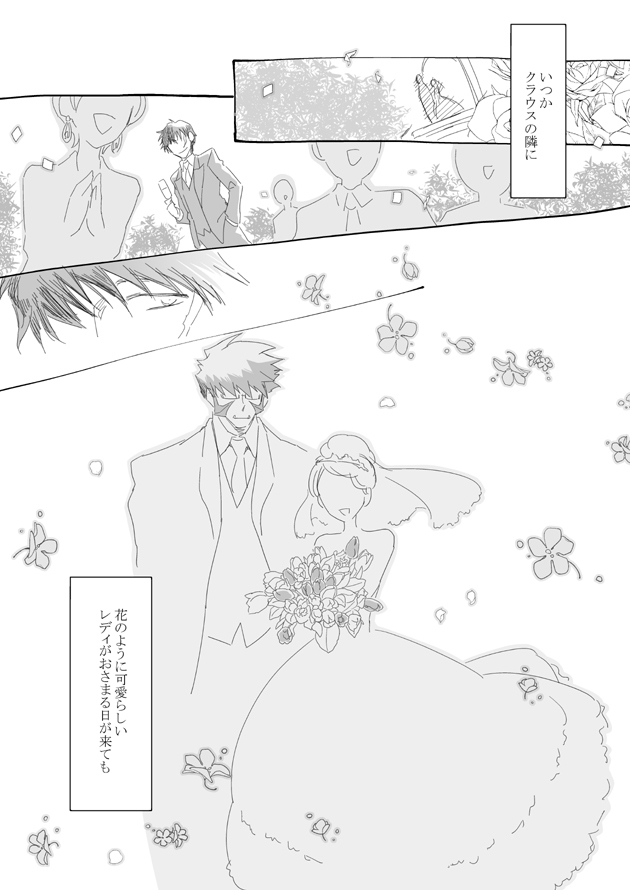 いつか
クラウスの隣に
花のように可愛らしい
レディがおさまる日が来ても